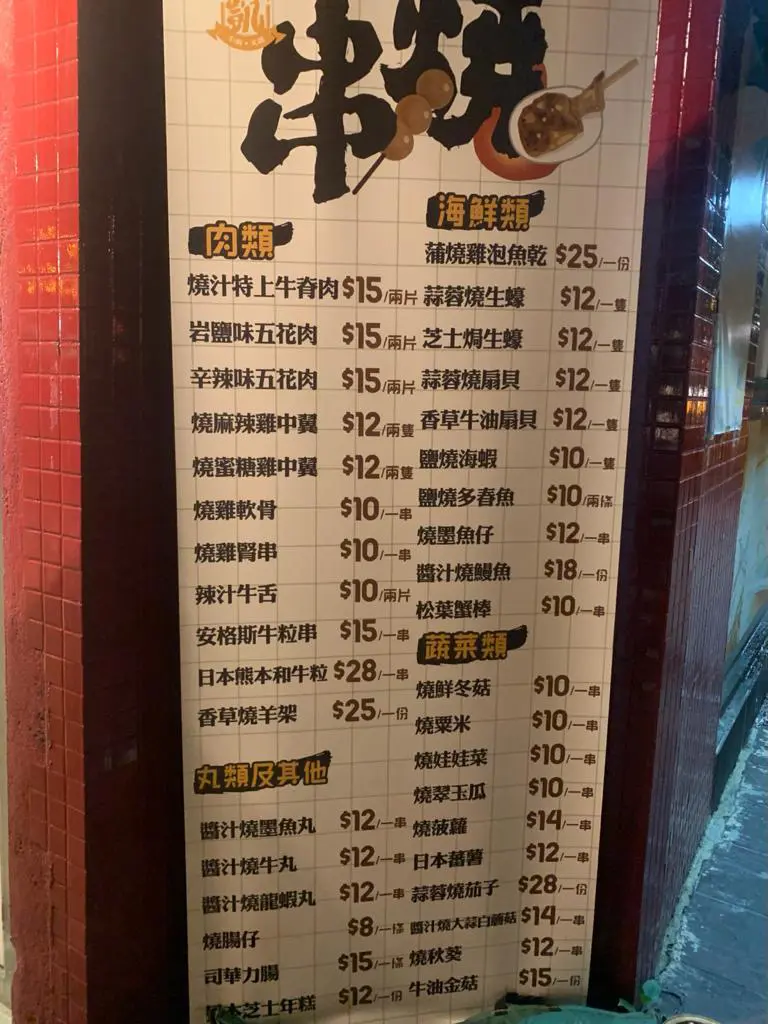 凱
串燒
肉類
燒汁特上牛脊肉 $15/兩片
岩鹽味五花肉 $15/兩片
辛辣味五花肉 $15/兩片
燒麻辣雞中翼 $12/兩隻
燒蜜糖雞中翼 $12/兩隻
燒雞軟骨 $10/一串
燒雞腎串 $10/一串
辣汁牛舌 $10/兩片
安格斯牛粒串 $15/一串
日本熊本和牛粒 $28/一串
香草燒羊架 $25/一份
丸類及其他
醬汁燒墨魚丸 $12/一串
醬汁燒牛丸 $12/一串
醬汁燒龍蝦丸 $12/一串
燒腸仔 $8/一條
司華力腸 $15/一條
本芝士年糕 $12/一份
海鮮類
蒲燒雞泡魚乾 $25/一份
蒜蓉燒生蠔 $12/一隻
芝士焗生蠔 $12/一隻
蒜蓉燒扇貝 $12/一隻
香草牛油扇貝 $12/一隻
鹽燒海蝦 $10/一隻
鹽燒多春魚 $10/兩條
燒墨魚仔 $12/一串
醬汁燒鰻魚 $18/一份
松葉蟹棒 $10/一串
蔬菜類
燒鮮冬菇 $10/一串
燒粟米 $10/一串
燒娃娃菜 $10/一串
燒翠玉瓜 $10/一串
燒菠蘿 $14/一串
日本蕃薯 $12/一串
蒜蓉燒茄子 $28/一份
醬汁燒大蒜白蘑菇 $14/一串
燒秋葵 $12/一串
牛油金菇 $15/一份